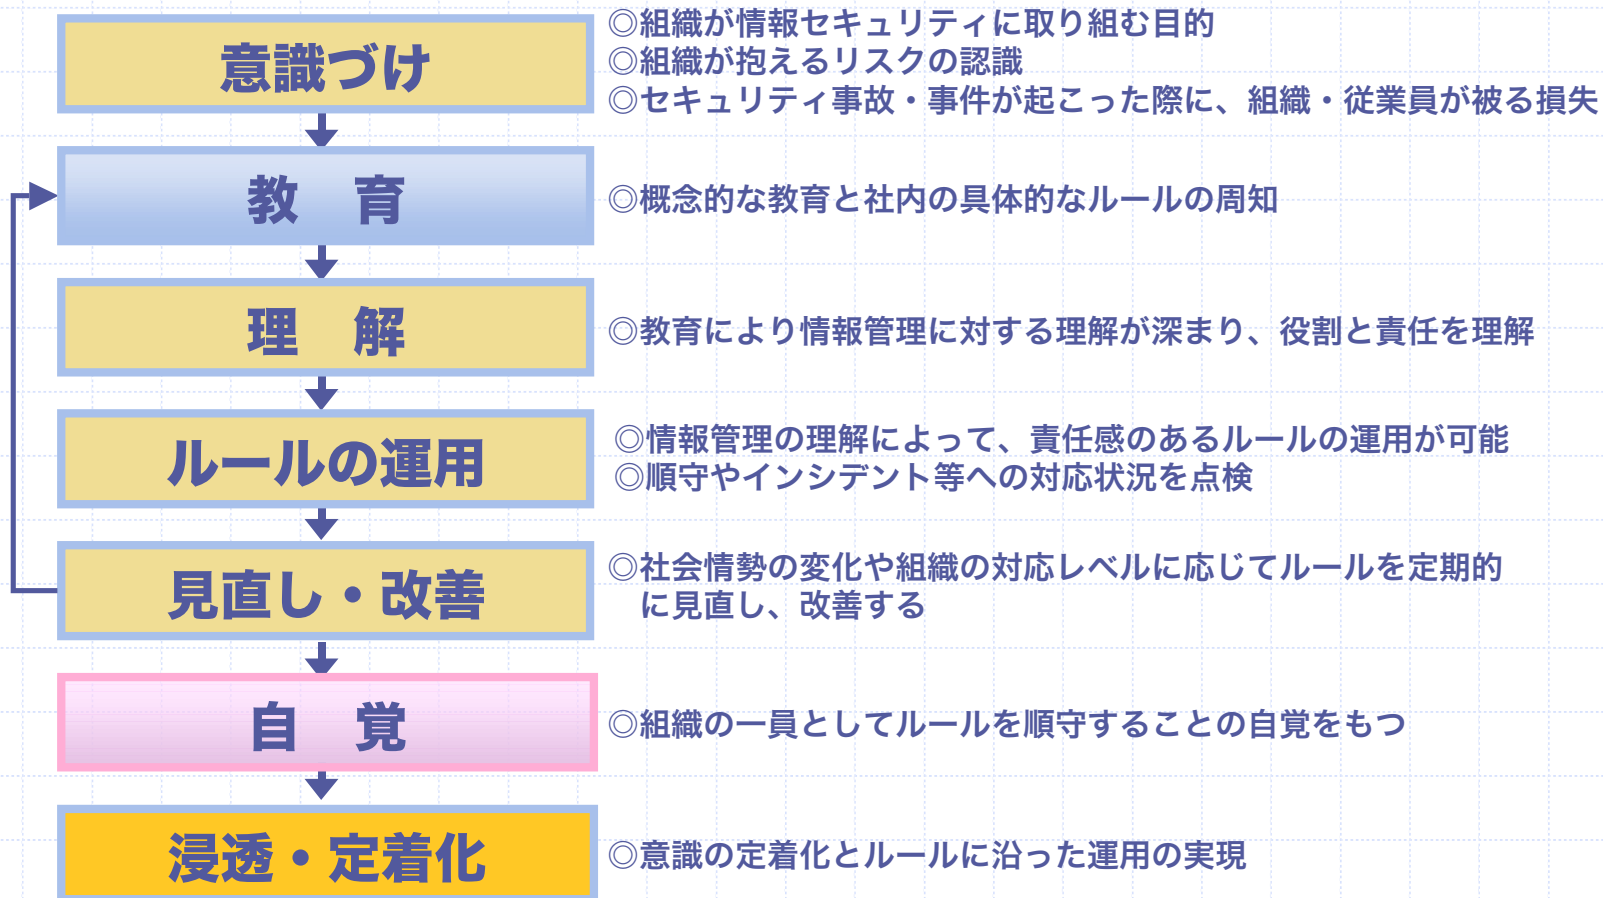 意識づけ
◎組織が情報セキュリティに取り組む目的
◎組織が抱えるリスクの認識
◎セキュリティ事故・事件が起こった際に、組織・従業員が被る損失
教　育
◎概念的な教育と社内の具体的なルールの周知
理　解
◎教育により情報管理に対する理解が深まり、役割と責任を理解
ルールの運用
◎情報管理の理解によって、責任感のあるルールの運用が可能
◎順守やインシデント等への対応状況を点検
見直し・改善
◎社会情勢の変化や組織の対応レベルに応じてルールを定期的
に見直し、改善する
自　覚
◎組織の一員としてルールを順守することの自覚をもつ
浸透・定着化
◎意識の定着化とルールに沿った運用の実現